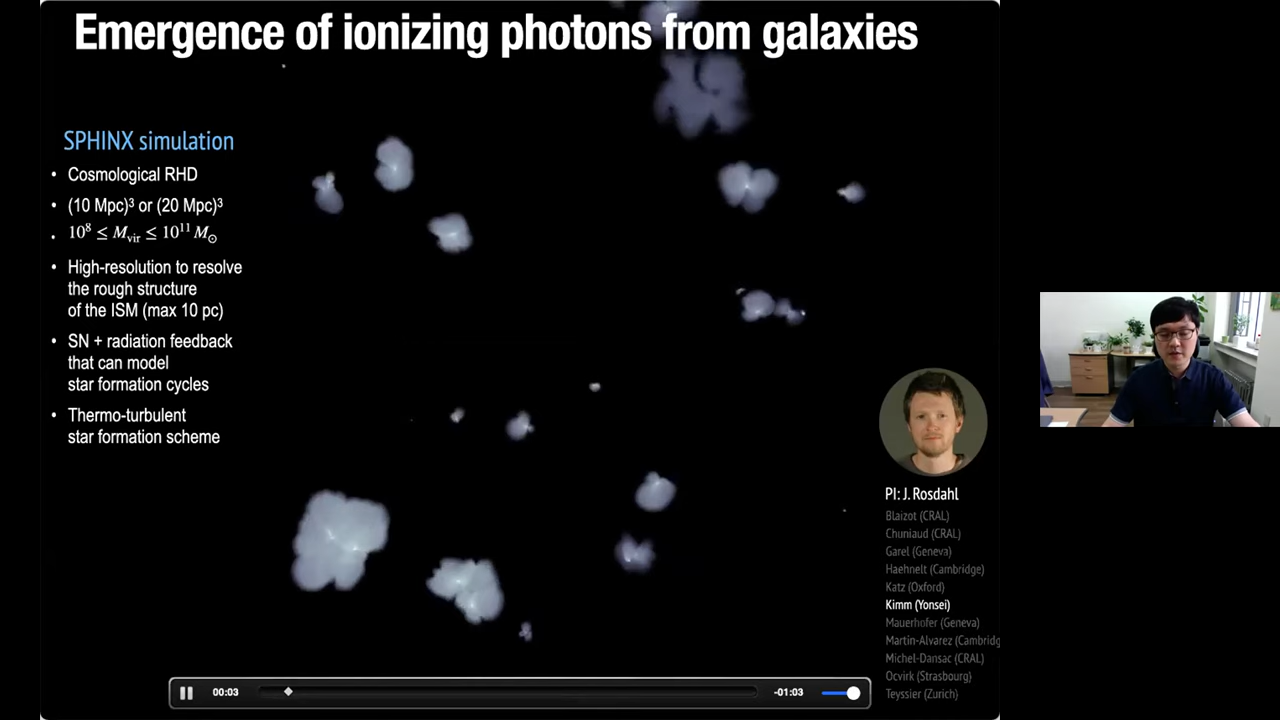 Emergence of ionizing photons from galaxies
SPHINX simulation
• Cosmological RHD
• (10 Mpc)³ or (20 Mpc)³
• 10⁸ ≤ Mvir ≤ 10¹¹ M⊙
• High-resolution to resolve
the rough structure
of the ISM (max 10 pc)
• SN + radiation feedback
that can model
star formation cycles
• Thermo-turbulent
star formation scheme
PI: J. Rosdahl
Blaizot (CRAL)
Chuniaud (CRAL)
Garel (Geneva)
Haehnelt (Cambridge)
Katz (Oxford)
Kimm (Yonsei)
Mauerhofer (Geneva)
Martin-Alvarez (Cambridg
Michel-Dansac (CRAL)
Ocvirk (Strasbourg)
Teyssier (Zurich)
00:03
-01:03